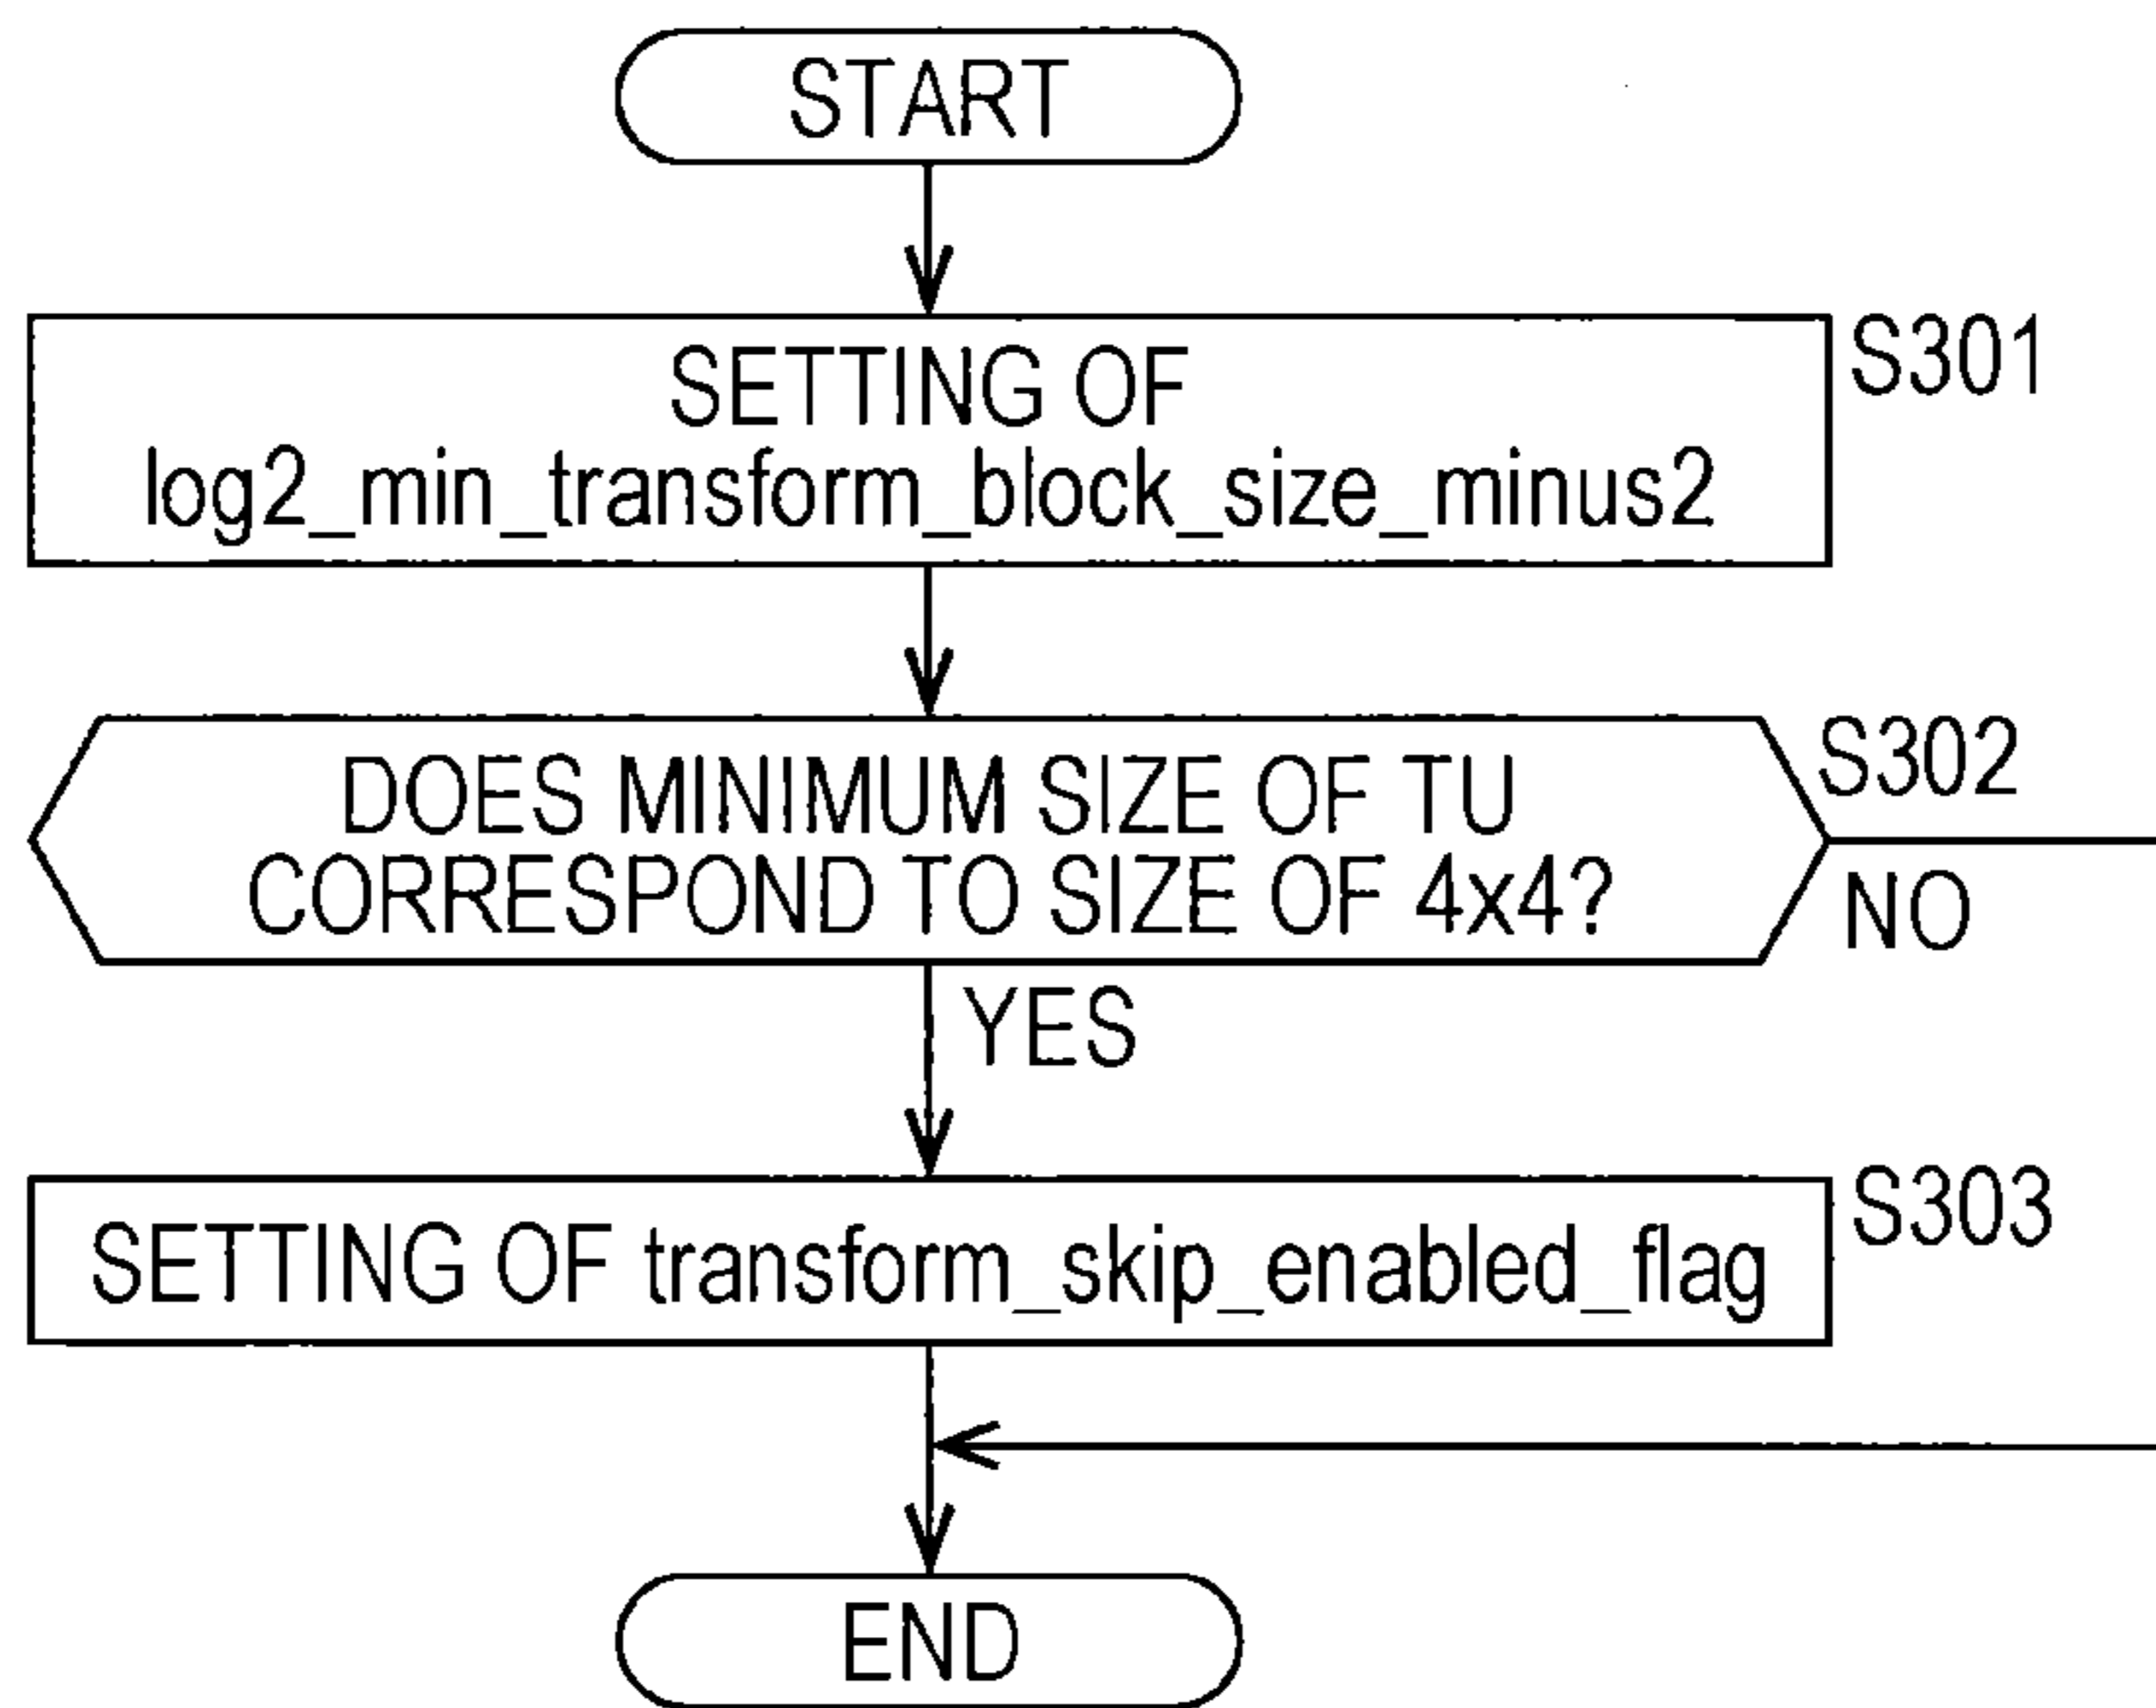 START
SETTING OF
log2_min_transform_block_size_minus2
S301
DOES MINIMUM SIZE OF TU
CORRESPOND TO SIZE OF 4x4?
S302
NO
YES
SETTING OF transform_skip_enabled_flag
S303
END